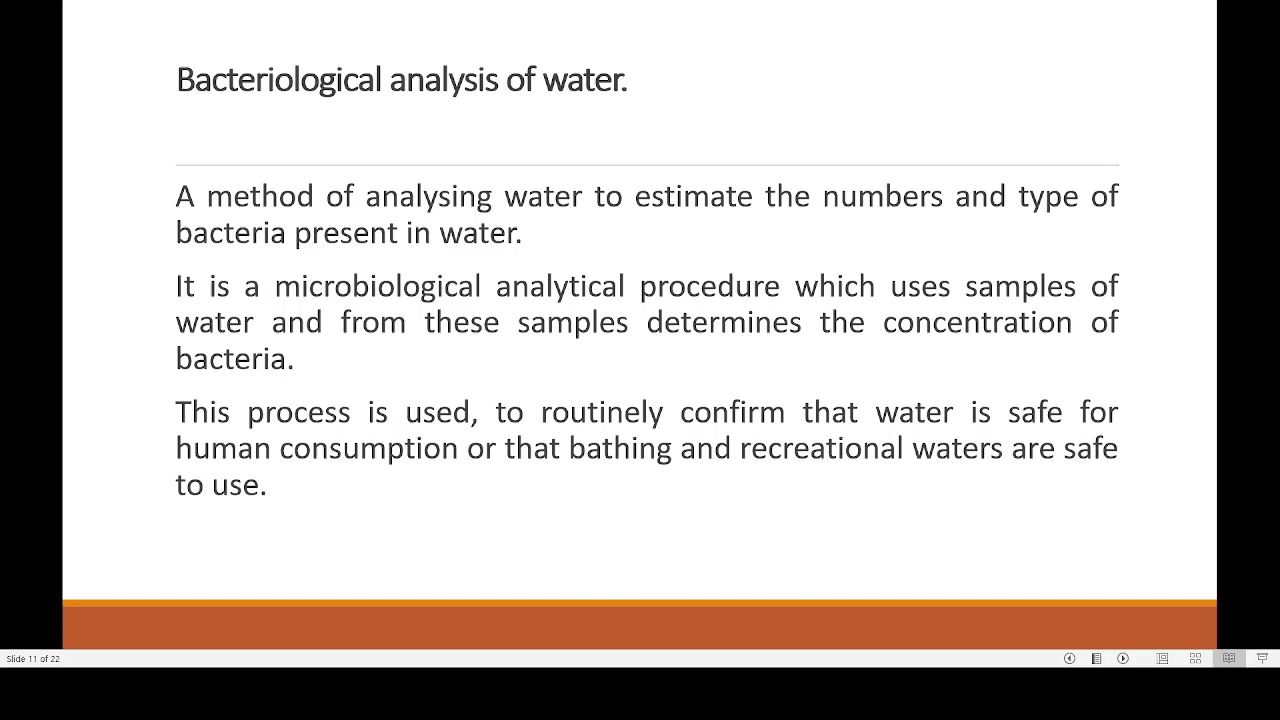 Bacteriological analysis of water.
A method of analysing water to estimate the numbers and type of
bacteria present in water.
It is a microbiological analytical procedure which uses samples of
water and from these samples determines the concentration of
bacteria.
This process is used, to routinely confirm that water is safe for
human consumption or that bathing and recreational waters are safe
to use.
Slide 11 of 22